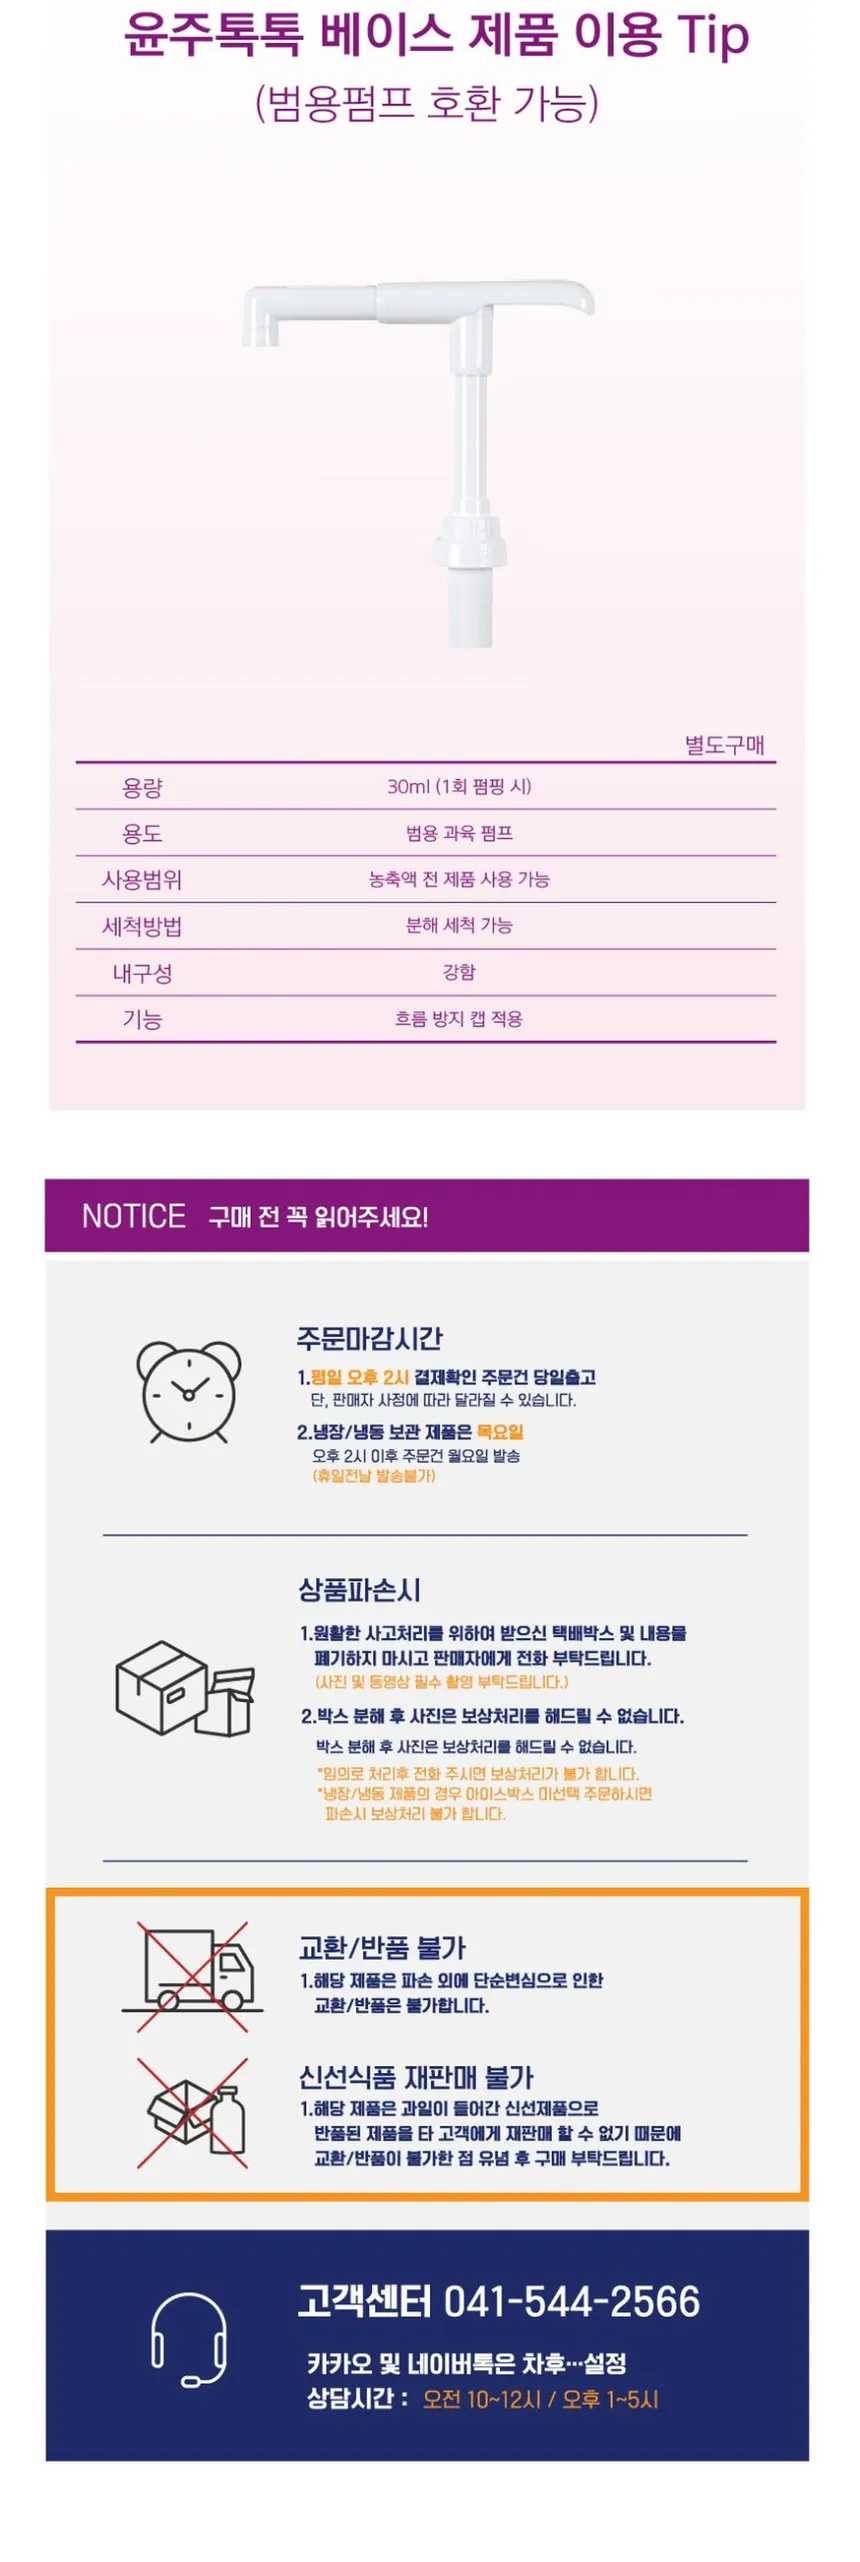 윤주톡톡 베이스 제품 이용 Tip
(범용펌프 호환 가능)
별도구매
용량 30ml (1회 펌핑 시)
용도 범용 과육 펌프
사용범위 농축액 전 제품 사용 가능
세척방법 분해 세척 가능
내구성 강함
기능 흐름 방지 캡 적용
NOTICE 구매 전 꼭 읽어주세요!
주문마감시간
1.평일 오후 2시 결제확인 주문건 당일출고
단, 판매자 사정에 따라 달라질 수 있습니다.
2.냉장/냉동 보관 제품은 목요일
오후 2시 이후 주문건 월요일 발송
(휴일전날 발송불가)
상품파손시
1.원활한 사고처리를 위하여 받으신 택배박스 및 내용물
폐기하지 마시고 판매자에게 전화 부탁드립니다.
(사진 및 동영상 필수 촬영 부탁드립니다.)
2.박스 분해 후 사진은 보상처리를 해드릴 수 없습니다.
박스 분해 후 사진은 보상처리를 해드릴 수 없습니다.
*임의로 처리후 전화 주시면 보상처리가 불가 합니다.
*냉장/냉동 제품의 경우 아이스박스 미선택 주문하시면
파손시 보상처리 불가 합니다.
교환/반품 불가
1.해당 제품은 파손 외에 단순변심으로 인한
교환/반품은 불가합니다.
신선식품 재판매 불가
1.해당 제품은 과일이 들어간 신선제품으로
반품된 제품을 타 고객에게 재판매 할 수 없기 때문에
교환/반품이 불가한 점 유념 후 구매 부탁드립니다.
고객센터 041-544-2566
카카오 및 네이버톡은 차후···설정
상담시간 : 오전 10~12시 / 오후 1~5시